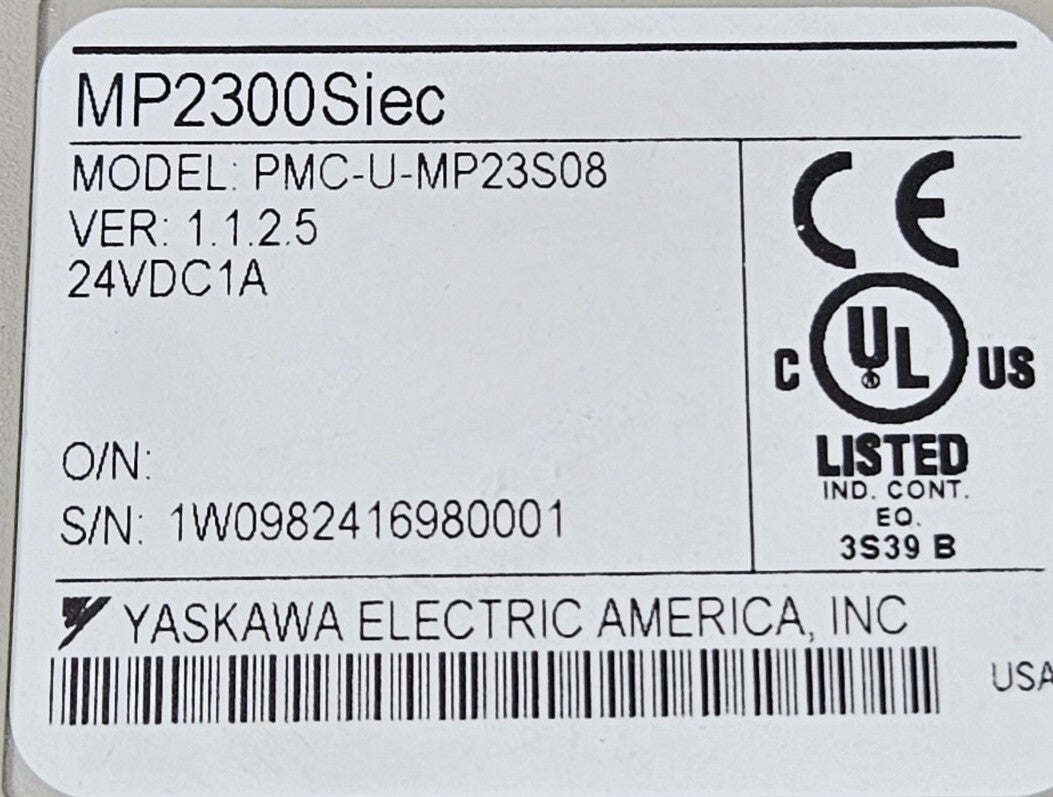 MP2300Siec
MODEL: PMC-U-MP23S08
VER: 1.1.2.5
24VDC1A
O/N:
S/N: 1W0982416980001
CE
C UL US
®
LISTED
IND. CONT.
EQ.
3S39 B
YASKAWA ELECTRIC AMERICA, INC
USA